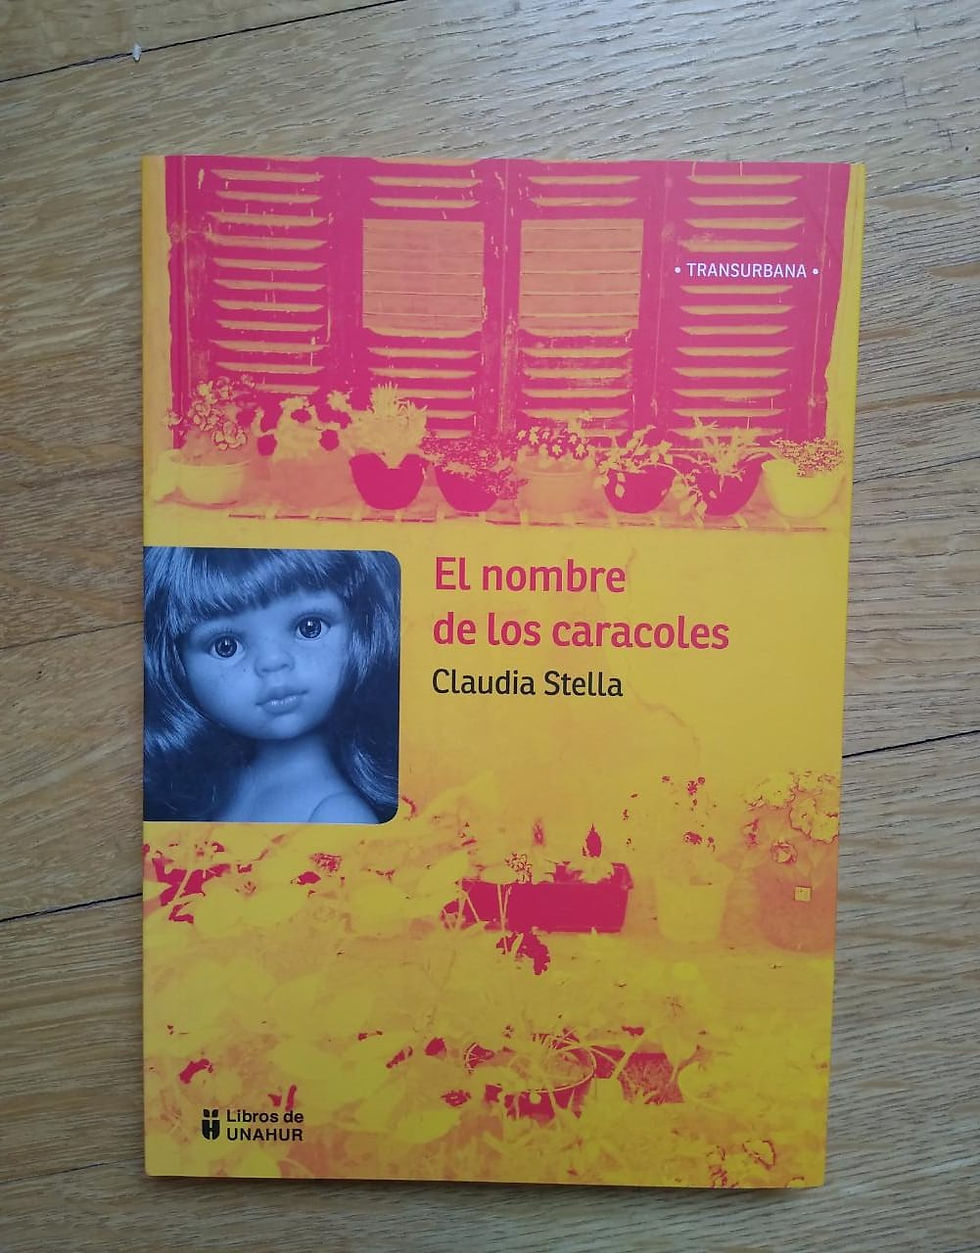 • TRANSURBANA •
El nombre
de los caracoles
Claudia Stella
Libros de
UNAHUR